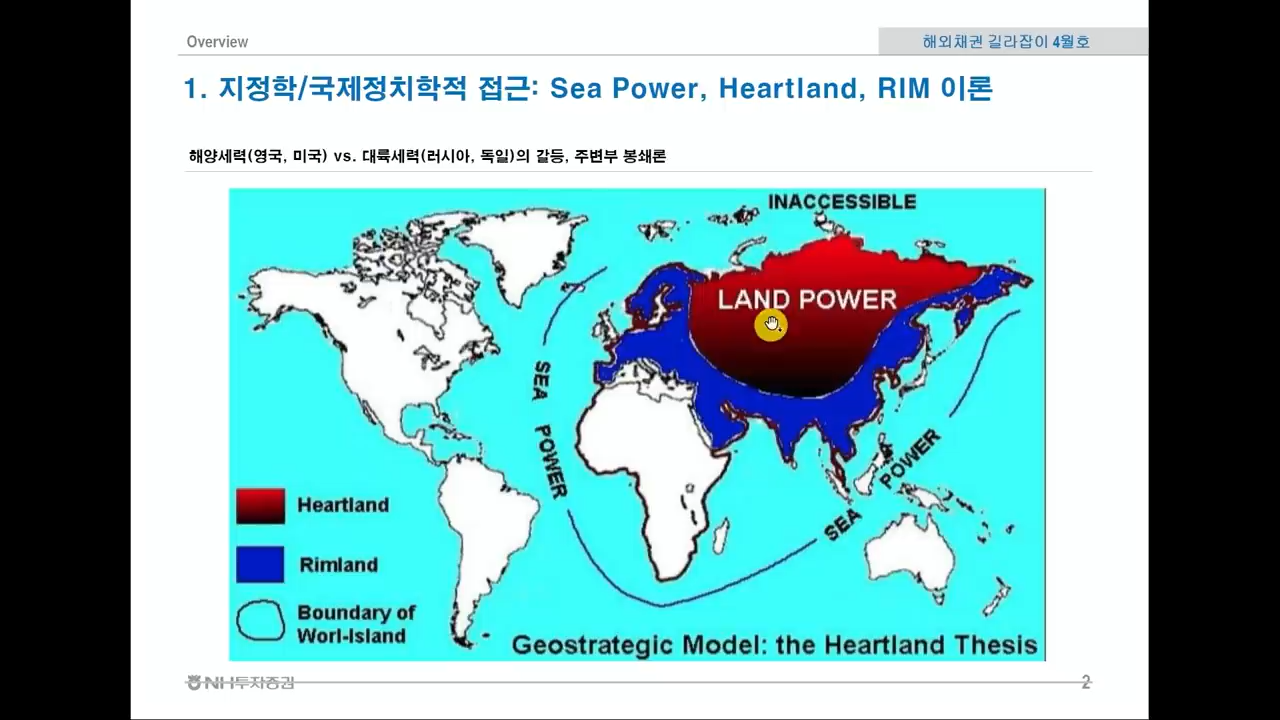 Overview
해외채권 길라잡이 4월호
1. 지정학/국제정치학적 접근: Sea Power, Heartland, RIM 이론
해양세력(영국, 미국) vs. 대륙세력(러시아, 독일)의 갈등, 주변부 봉쇄론
INACCESSIBLE
LAND POWER
SEA POWER
SEA POWER
Heartland
Rimland
Boundary of
Worl-Island
Geostrategic Model: the Heartland Thesis
NH투자증권
2